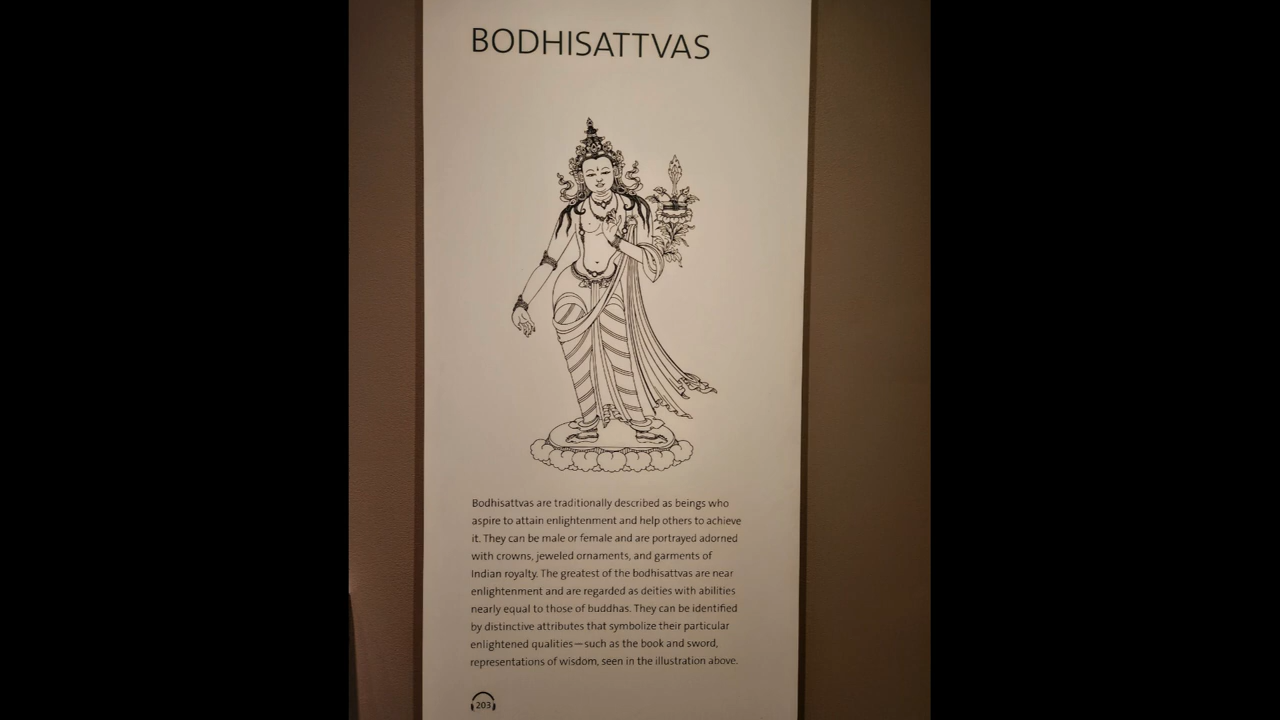 BODHISATTVAS
Bodhisattvas are traditionally described as beings who
aspire to attain enlightenment and help others to achieve
it. They can be male or female and are portrayed adorned
with crowns, jeweled ornaments, and garments of
Indian royalty. The greatest of the bodhisattvas are near
enlightenment and are regarded as deities with abilities
nearly equal to those of buddhas. They can be identified
by distinctive attributes that symbolize their particular
enlightened qualities—such as the book and sword,
representations of wisdom, seen in the illustration above.
203